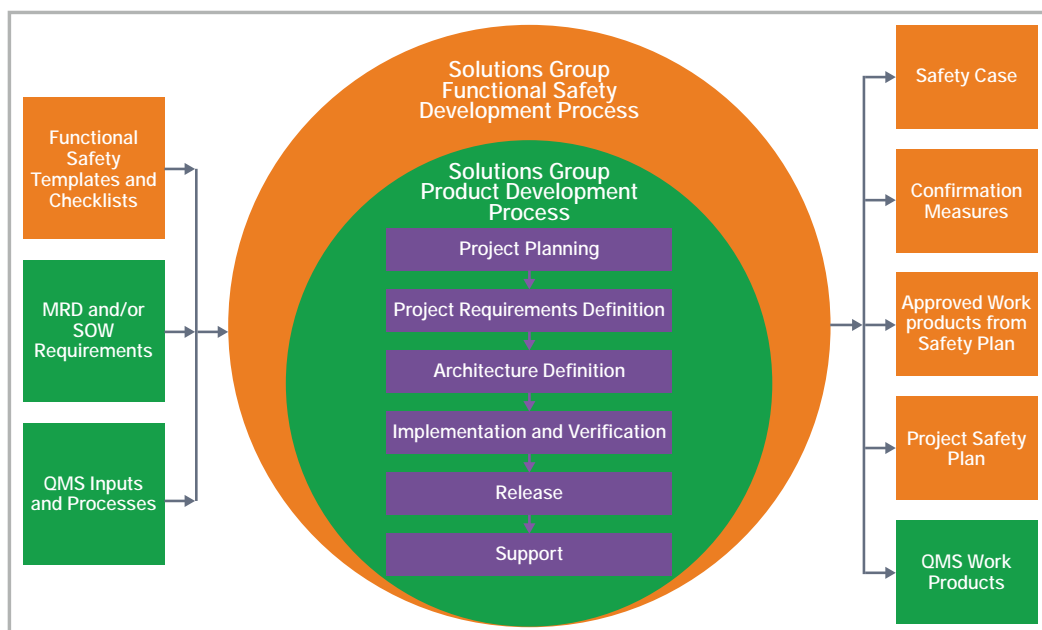 Functional
Safety
Templates and
Checklists
MRD and/or
SOW
Requirements
QMS Inputs
and Processes
Solutions Group
Functional Safety
Development Process
Solutions Group
Product Development
Process
Project Planning
Project Requirements Definition
Architecture Definition
Implementation and Verification
Release
Support
Safety Case
Confirmation
Measures
Approved Work
products from
Safety Plan
Project Safety
Plan
QMS Work
Products